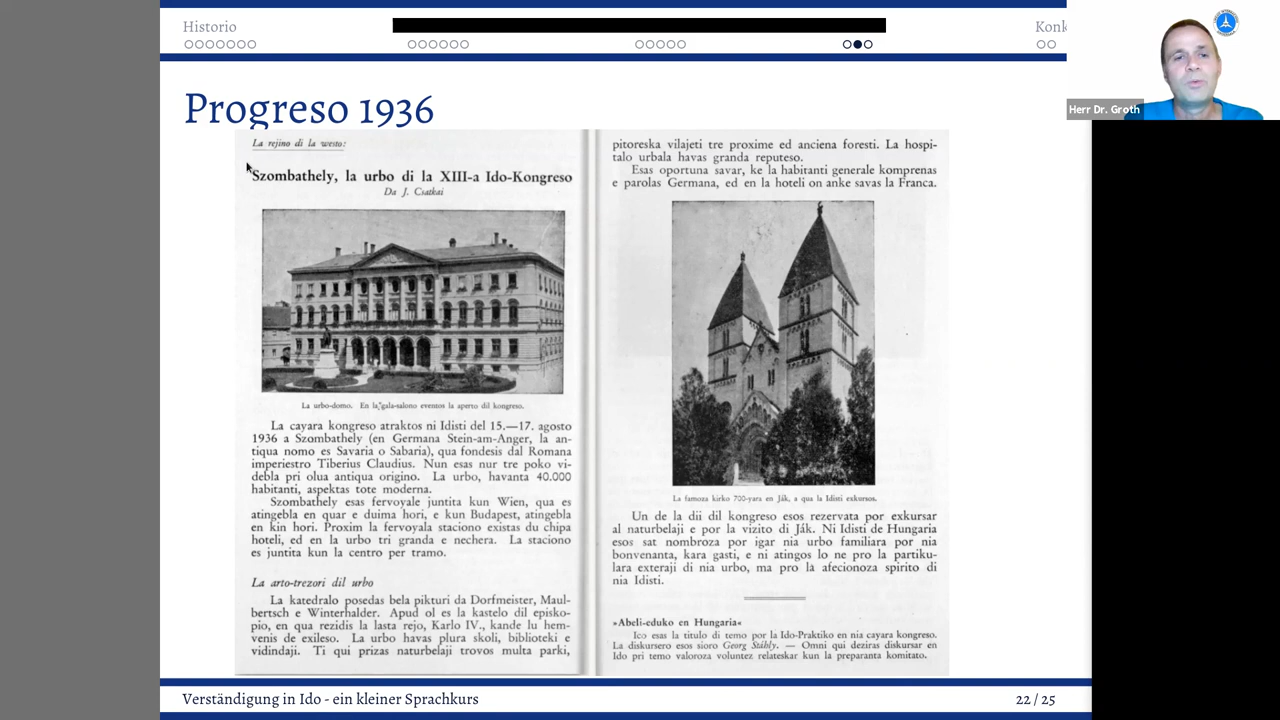 Historio
Konk
Herr Dr. Groth
Progreso 1936
La rejino di la westo:
Szombathely, la urbo di la XIII-a Ido-Kongreso
Da J. Csatkai
La urbo-domo. En la gala-salono eventos la aperto dil kongreso.
La cayara kongreso atraktos ni Idisti del 15.—17. agosto
1936 a Szombathely (en Germana Stein-am-Anger, la an-
tiqua nomo es Savaria o Sabaria), qua fondesis dal Romana
imperiestro Tiberius Claudius. Nun esas nur tre poko vi-
debla pri olua antiqua origino. La urbo, havanta 40.000
habitanti, aspektas tote moderna.
Szombathely esas fervoyale juntita kun Wien, qua es
atingebla en quar e duima hori, e kun Budapest, atingebla
en kin hori. Proxim la fervoyala staciono existas du chipa
hoteli, ed en la urbo tri granda e nechera. La staciono
es juntita kun la centro per tramo.
La arto-trezori dil urbo
La katedralo posedas bela pikturi da Dorfmeister, Maul-
bertsch e Winterhalder. Apud ol es la kastelo dil episko-
pio, en qua rezidis la lasta rejo, Karlo IV., kande lu hem-
venis de exileso. La urbo havas plura skoli, biblioteki e
vidindaji. Ti qui prizas naturbelaji trovos multa parki,
pitoreska vilajeti tre proxime ed anciena foresti. La hospi-
talo urbala havas granda reputeso.
Esas oportuna savar, ke la habitanti generale komprenas
e parolas Germana, ed en la hoteli on anke savas la Franca.
La famoza kirko 700-yara en Ják, a qua la Idisti exkursos.
Un de la dii dil kongreso esos rezervata por exkursar
al naturbelaji e por la vizito di Ják. Ni Idisti de Hungaria
esos sat nombroza por igar nia urbo familiara por nia
bonvenanta, kara gasti, e ni atingos lo ne pro la partiku-
lara exteraji di nia urbo, ma pro la afecionoza spirito di
nia Idisti.
»Abeli-eduko en Hungaria«
Ico esas la titulo di temo por la Ido-Praktiko en nia cayara kongreso.
La diskursero esos sioro Georg Stáhly. — Omni qui deziras diskursar en
Ido pri temo valoroza voluntez relateskar kun la preparanta komitato.
Verständigung in Ido - ein kleiner Sprachkurs
22 / 25